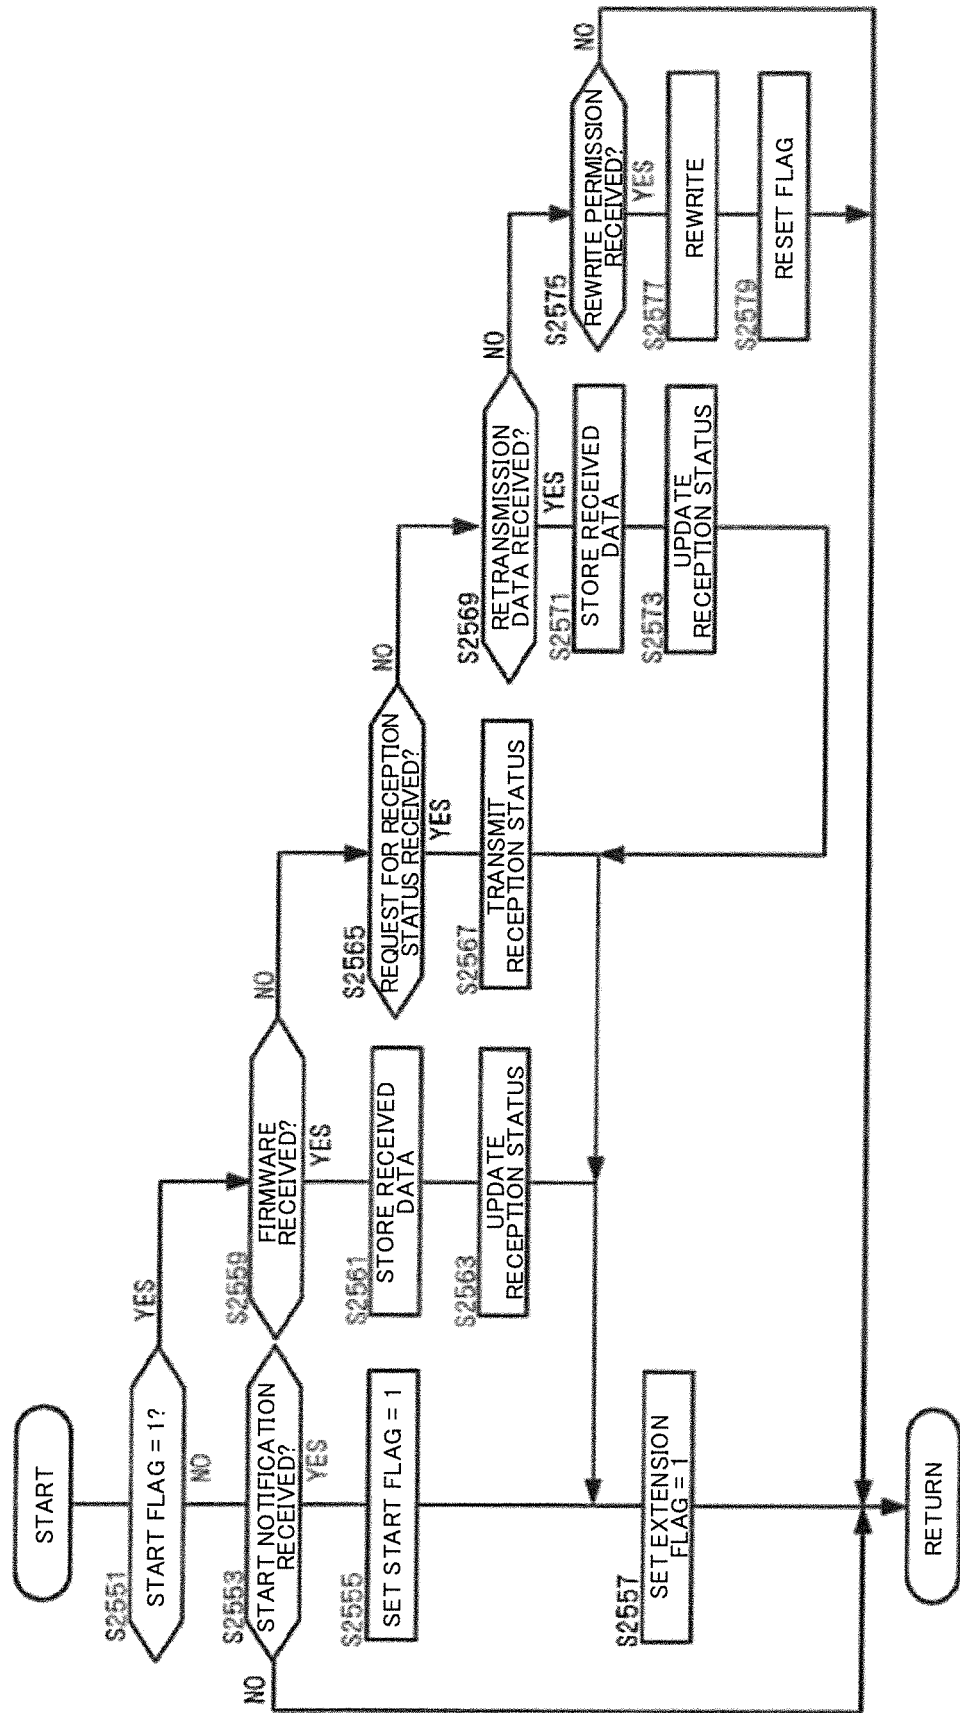 START
S2551
START FLAG = 1?
YES
NO
S2553
START NOTIFICATION
RECEIVED?
NO
YES
S2555
SET START FLAG = 1
S2557
SET EXTENSION
FLAG = 1
RETURN
S2559
FIRMWARE
RECEIVED?
NO
YES
S2561
STORE RECEIVED
DATA
S2563
UPDATE
RECEPTION STATUS
S2565
REQUEST FOR RECEPTION
STATUS RECEIVED?
NO
YES
S2567
TRANSMIT
RECEPTION STATUS
S2569
RETRANSMISSION
DATA RECEIVED?
NO
YES
S2571
STORE RECEIVED
DATA
S2573
UPDATE
RECEPTION STATUS
S2575
REWRITE PERMISSION
RECEIVED?
NO
YES
S2577
REWRITE
S2579
RESET FLAG